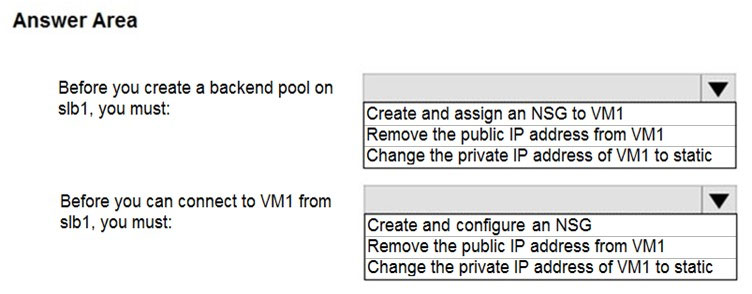 Answer Area
Before you create a backend pool on
slb1, you must:
Create and assign an NSG to VM1
Remove the public IP address from VM1
Change the private IP address of VM1 to static
Before you can connect to VM1 from
slb1, you must:
Create and configure an NSG
Remove the public IP address from VM1
Change the private IP address of VM1 to static